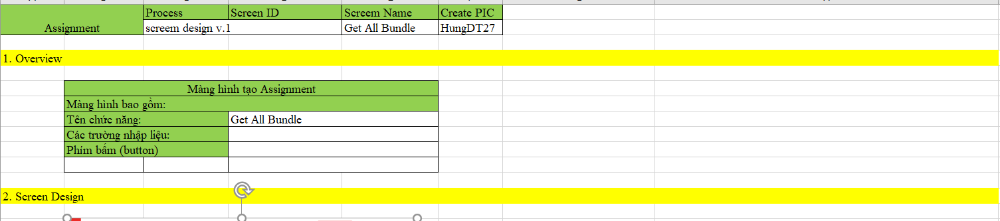 Process Screen ID Screem Name Create PIC
Assignment screem design v.1 Get All Bundle HungDT27
1. Overview
Màng hình tạo Assignment
Màng hình bao gồm:
Tên chức năng: Get All Bundle
Các trường nhập liệu:
Phím bấm (button)
2. Screen Design